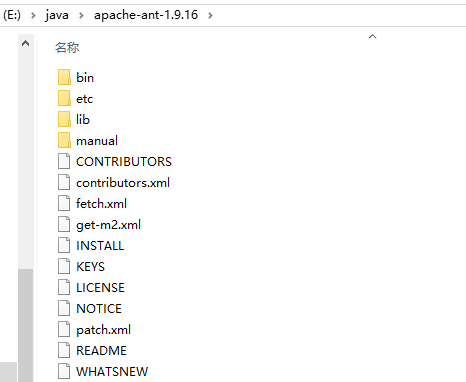 (E:) > java > apache-ant-1.9.16 >
名称
bin
etc
lib
manual
CONTRIBUTORS
contributors.xml
fetch.xml
get-m2.xml
INSTALL
KEYS
LICENSE
NOTICE
patch.xml
README
WHATSNEW